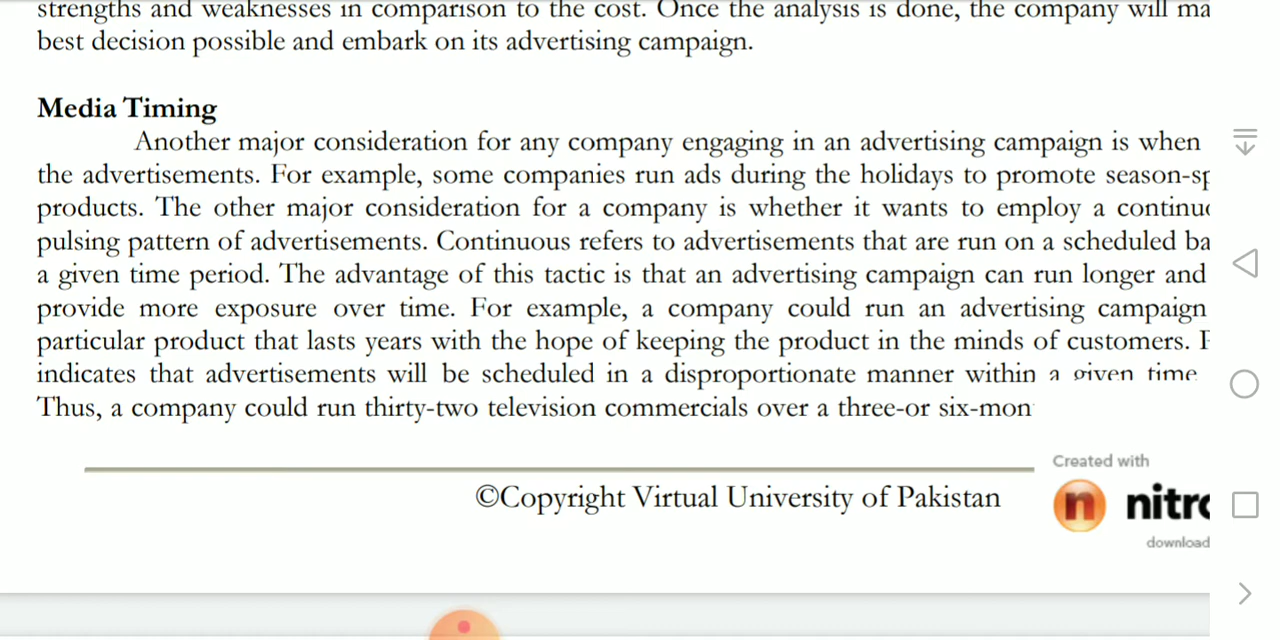 strengths and weaknesses in comparison to the cost. Once the analysis is done, the company will
best decision possible and embark on its advertising campaign.
Media Timing
Another major consideration for any company engaging in an advertising campaign is when
the advertisements. For example, some companies run ads during the holidays to promote
products. The other major consideration for a company is whether it wants to employ a
pulsing pattern of advertisements. Continuous refers to advertisements that are run on a scheduled
a given time period. The advantage of this tactic is that an advertising campaign can run longer and
provide more exposure over time. For example, a company could run an advertising campaign
particular product that lasts years with the hope of keeping the product in the minds of customers.
indicates that advertisements will be scheduled in a disproportionate manner within a given time
Thus, a company could run thirty-two television commercials over a three-or
Created with
©Copyright Virtual University of Pakistan
n
download